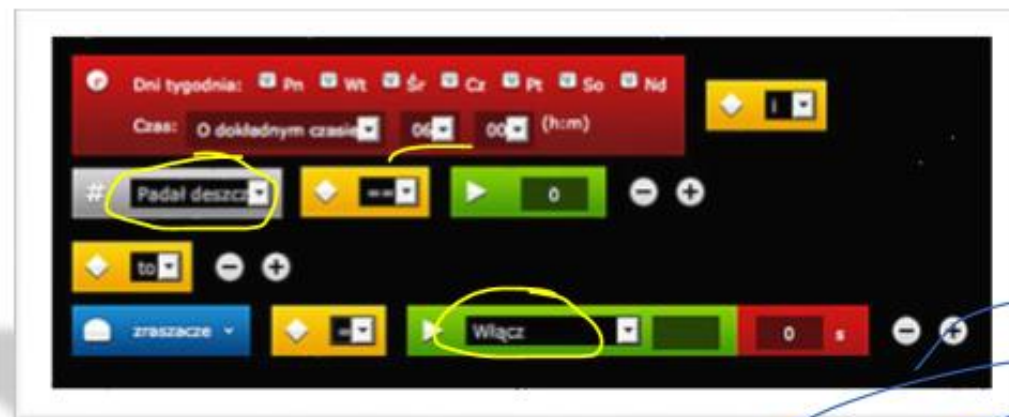 Dni tygodnia: Pn Wt Śr Cz Pt So Nd
Czas: O dokładnym czasie 06 00 (h:m) i
# Padał deszcz == 0
to
zraszacze = Włącz 0 s